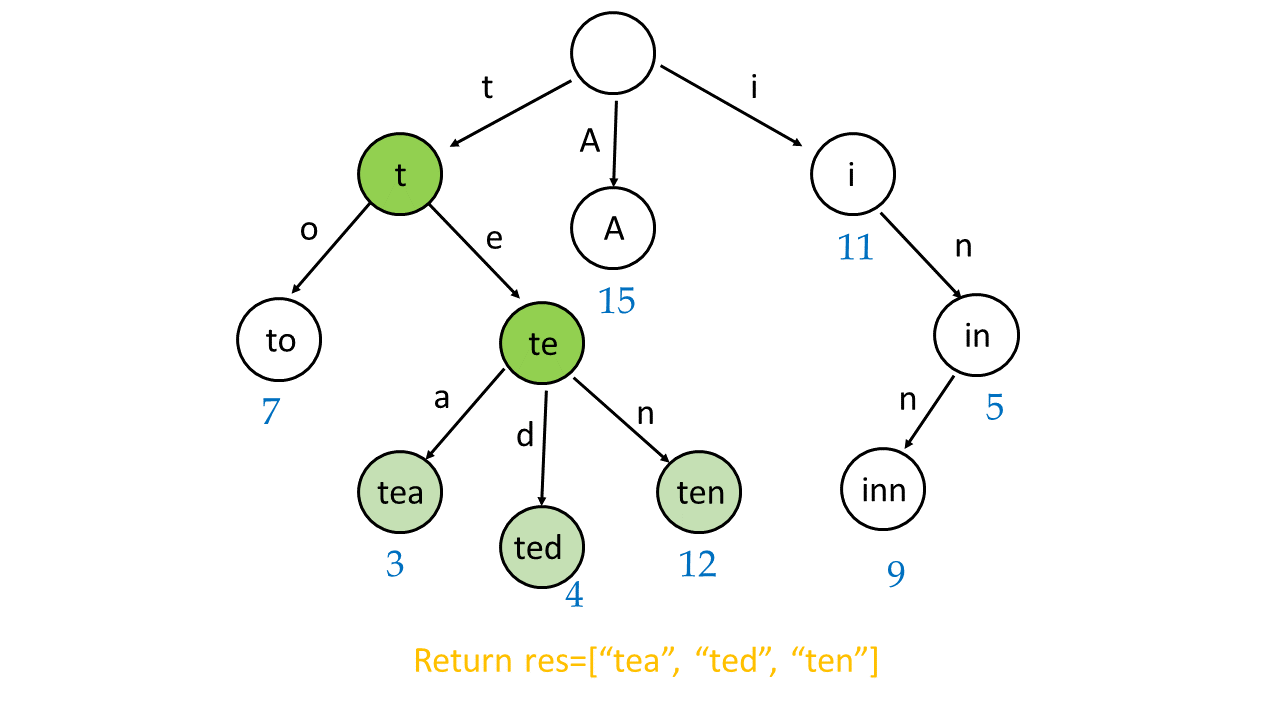 t
i
A
t
i
A
o
e
11
n
15
to
te
in
7
a
d
n
n
5
tea
ten
inn
ted
3
12
9
4
Return res=[“tea”, “ted”, “ten”]